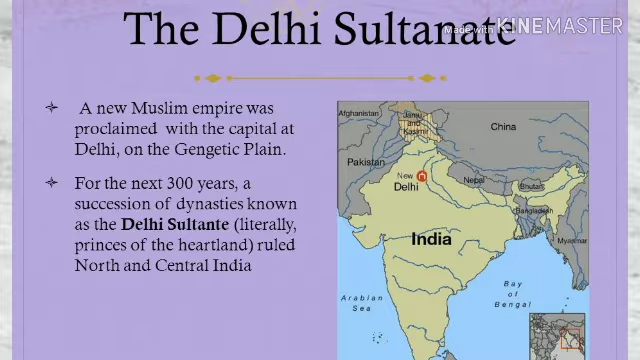 The Delhi Sultanate
Made with KINEMASTER
A new Muslim empire was
proclaimed with the capital at
Delhi, on the Gengetic Plain.
For the next 300 years, a
succession of dynasties known
as the Delhi Sultante (literally,
princes of the heartland) ruled
North and Central India
Afghanistan
Jamu
and
Kashmir
China
Pakistan
New
Delhi
Nepal
Bhutan
Bangladesh
India
Myanmar
Arabian
Sea
Bay
of
Bengal